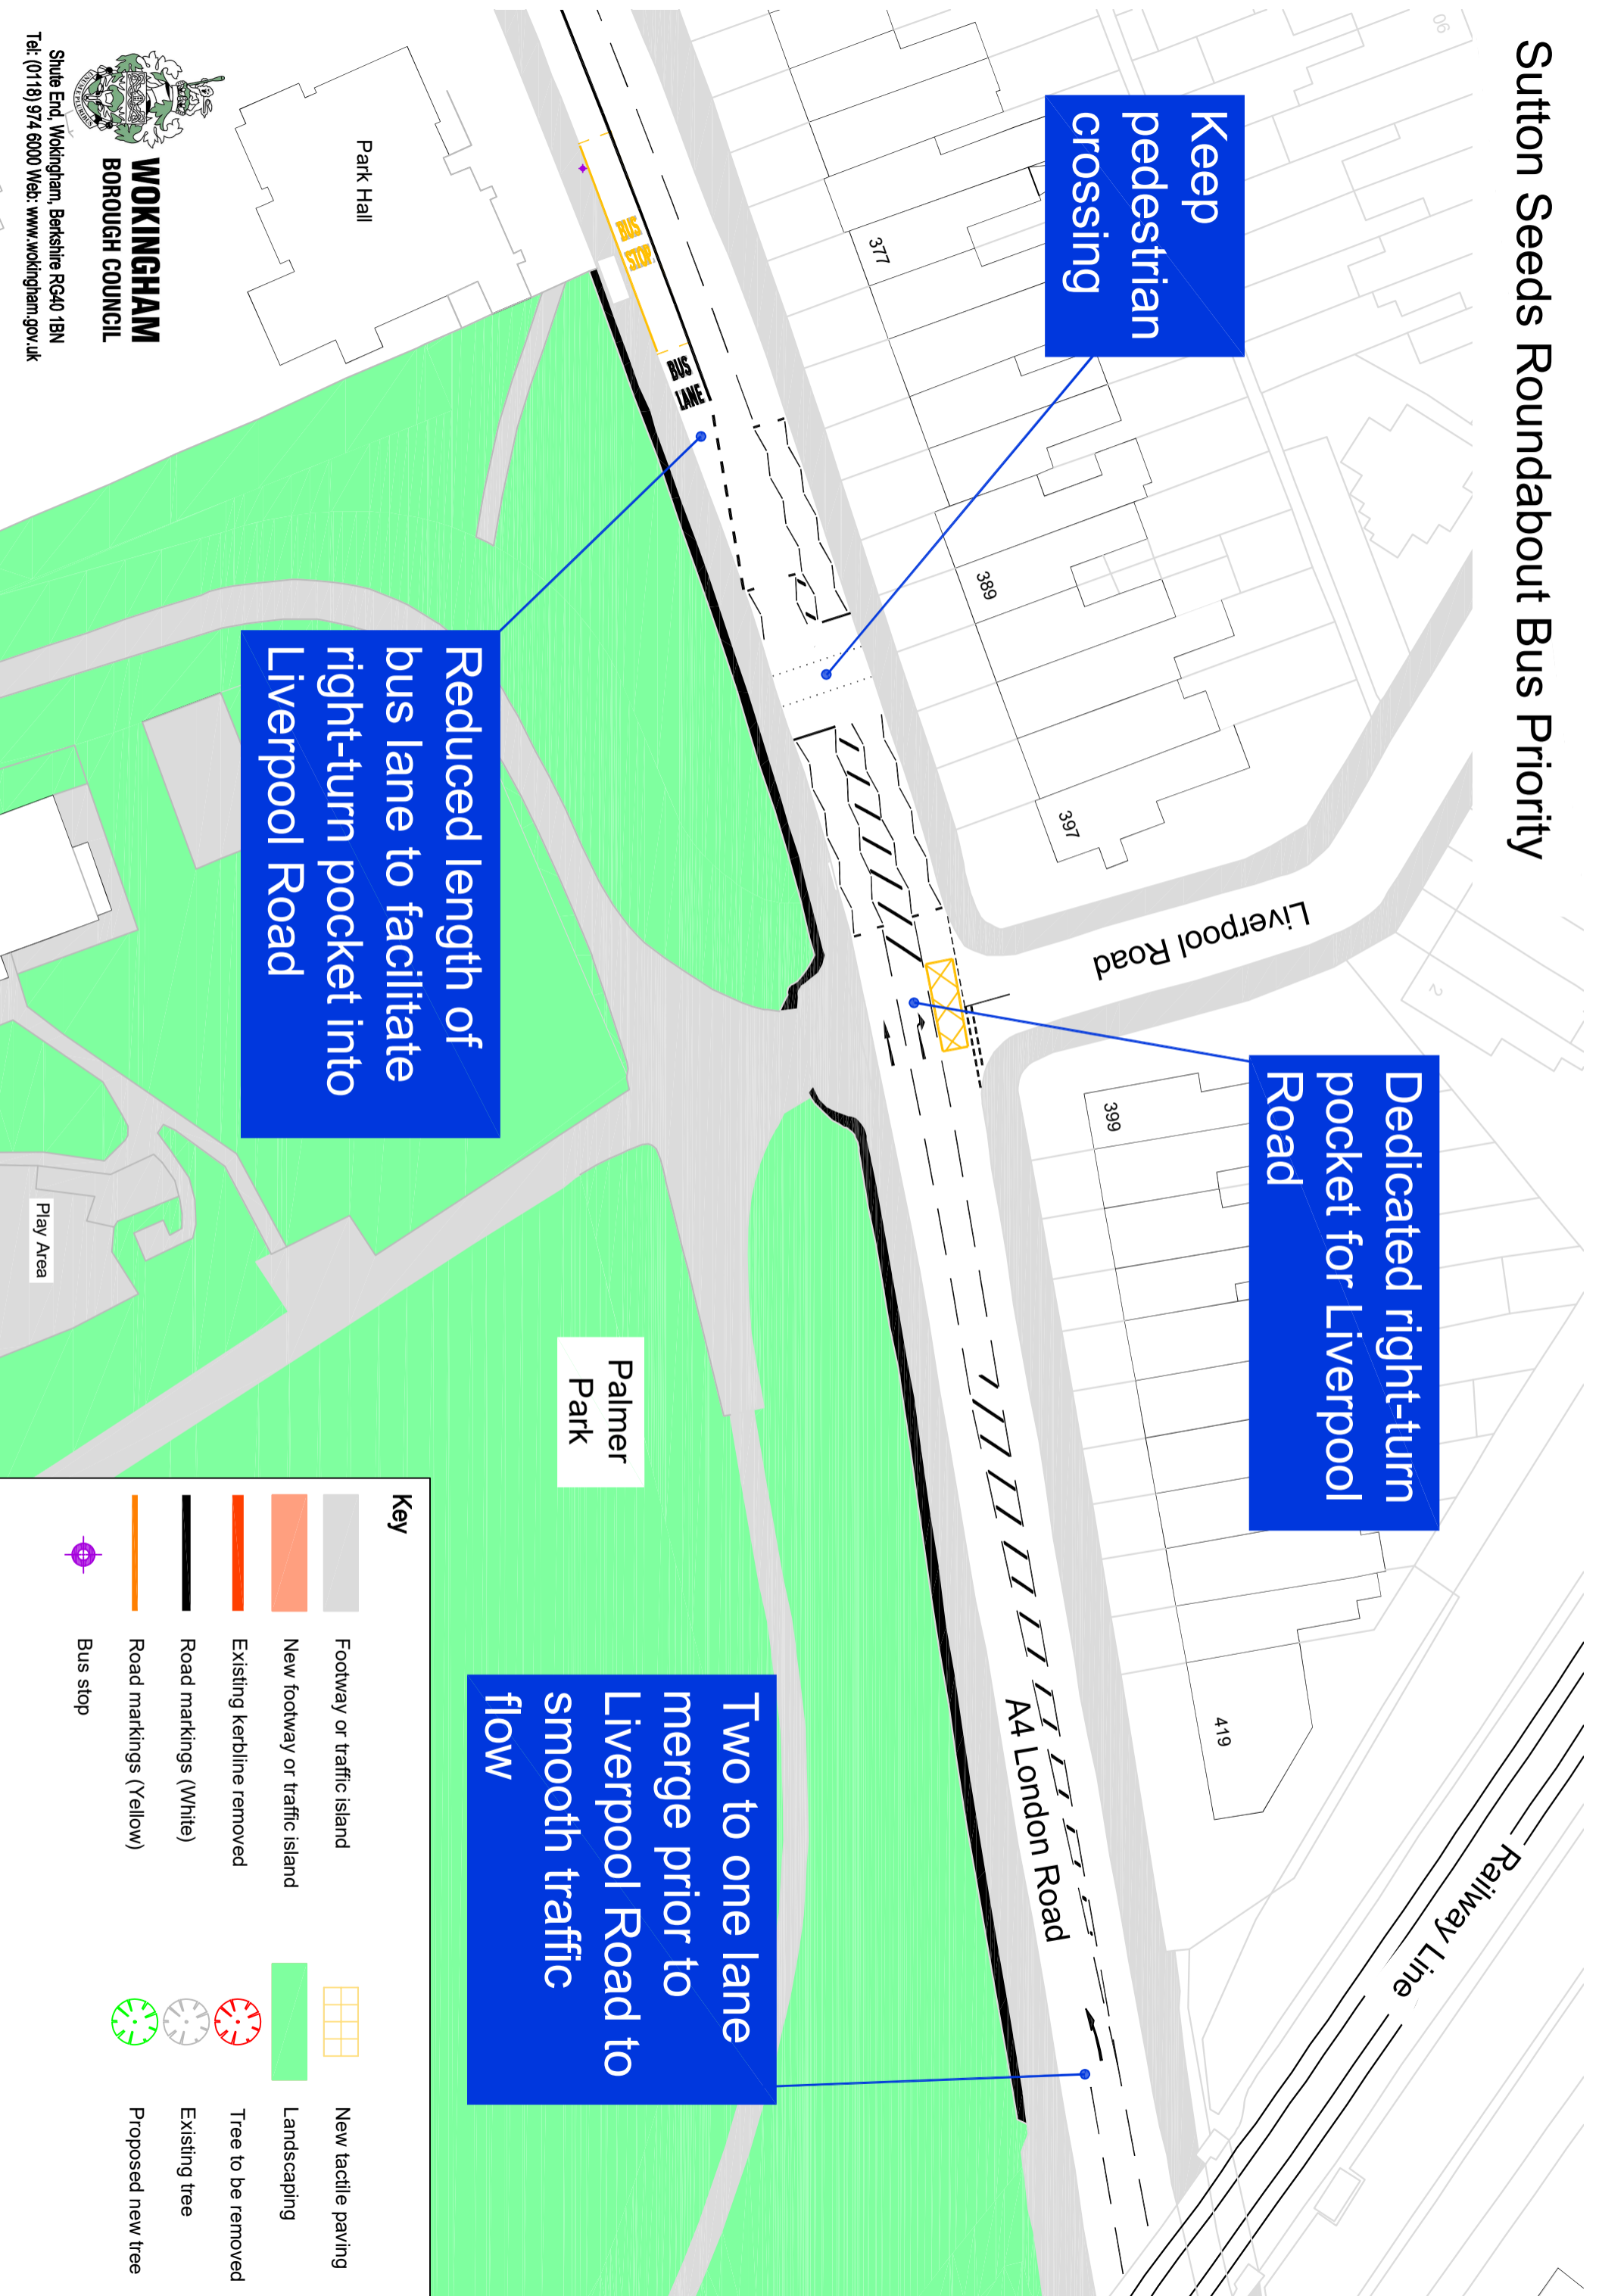 Sutton Seeds Roundabout Bus Priority
06
Keep
pedestrian
crossing
377
389
397
Liverpool Road
2
Dedicated right-turn
pocket for Liverpool
Road
399
419
Railway Line
A4 London Road
BUS STOP
BUS
LANE
Park Hall
Reduced length of
bus lane to facilitate
right-turn pocket into
Liverpool Road
Palmer
Park
Two to one lane
merge prior to
Liverpool Road to
smooth traffic
flow
Play Area
WOKINGHAM
BOROUGH COUNCIL
Shute End, Wokingham, Berkshire RG40 1BN
Tel: (0118) 974 6000 Web: www.wokingham.gov.uk
Key
Footway or traffic island
New footway or traffic island
Existing kerbline removed
Road markings (White)
Road markings (Yellow)
Bus stop
New tactile paving
Landscaping
Tree to be removed
Existing tree
Proposed new tree